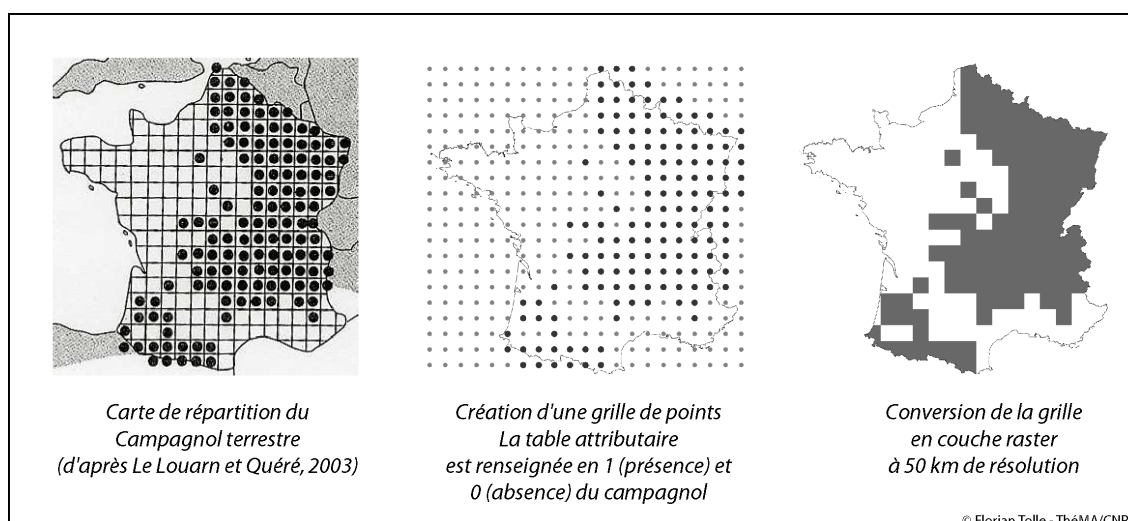 Carte de répartition du
Campagnol terrestre
(d'après Le Louarn et Quéré, 2003)
Création d'une grille de points
La table attributaire
est renseignée en 1 (présence) et
0 (absence) du campagnol
Conversion de la grille
en couche raster
à 50 km de résolution
© Florian Tolle - ThéMA/CNR